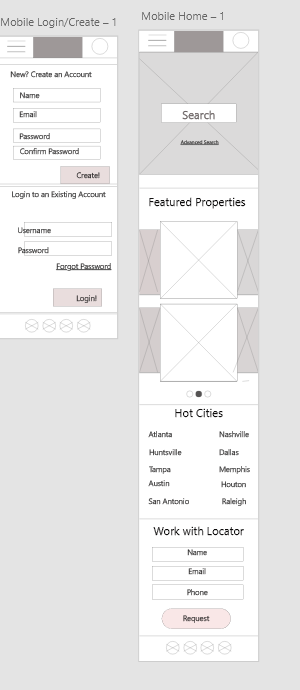 Mobile Login/Create – 1
New? Create an Account
Name
Email
Password
Confirm Password
Create!
Login to an Existing Account
Username
Password
Forgot Password
Login!
Mobile Home – 1
Search
Advanced Search
Featured Properties
Hot Cities
Atlanta Nashville
Huntsville Dallas
Tampa Memphis
Austin Houton
San Antonio Raleigh
Work with Locator
Name
Email
Phone
Request